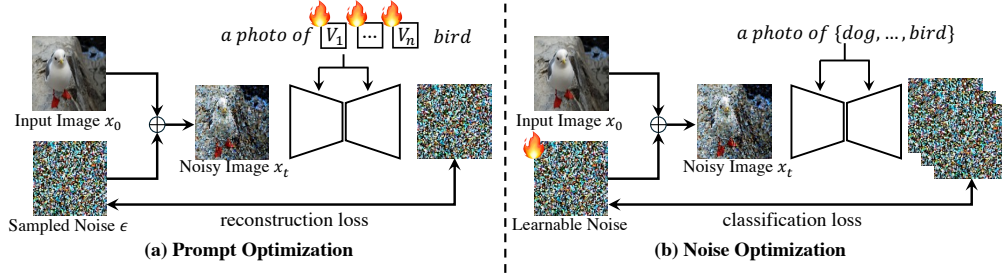 a photo of V₁ ... Vₙ bird
Input Image x₀
Noisy Image xₜ
Sampled Noise ϵ
reconstruction loss
(a) Prompt Optimization
a photo of {dog, ..., bird}
Input Image x₀
Noisy Image xₜ
Learnable Noise
classification loss
(b) Noise Optimization